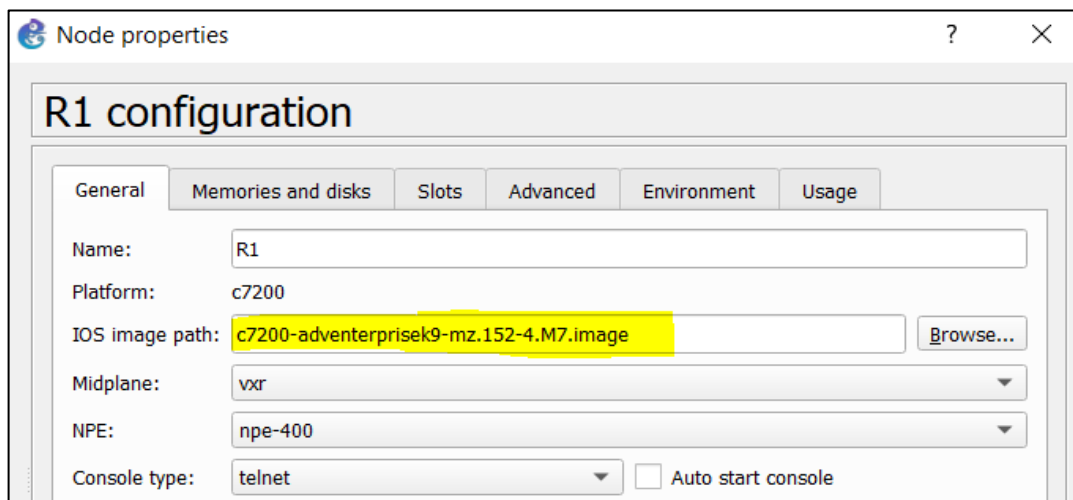 Node properties ? ×
R1 configuration
General Memories and disks Slots Advanced Environment Usage
Name: R1
Platform: c7200
IOS image path: c7200-adventerprisek9-mz.152-4.M7.image Browse...
Midplane: vxr
NPE: npe-400
Console type: telnet Auto start console